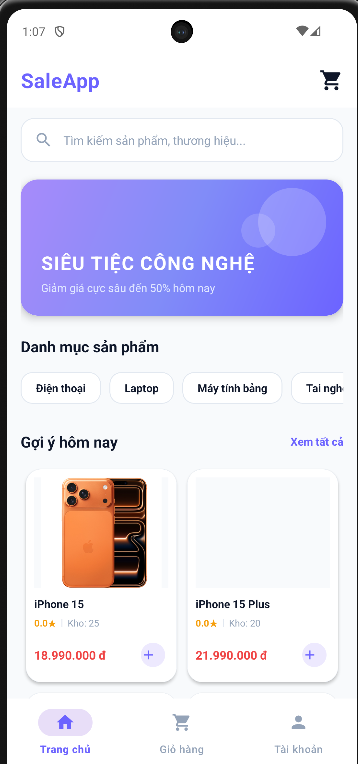 1:07
SaleApp
Tìm kiếm sản phẩm, thương hiệu...
SIÊU TIỆC CÔNG NGHỆ
Giảm giá cực sâu đến 50% hôm nay
Danh mục sản phẩm
Điện thoại
Laptop
Máy tính bảng
Tai nghe
Gợi ý hôm nay
Xem tất cả
iPhone 15
0.0★ | Kho: 25
18.990.000 đ
+
iPhone 15 Plus
0.0★ | Kho: 20
21.990.000 đ
+
Trang chủ
Giỏ hàng
Tài khoản